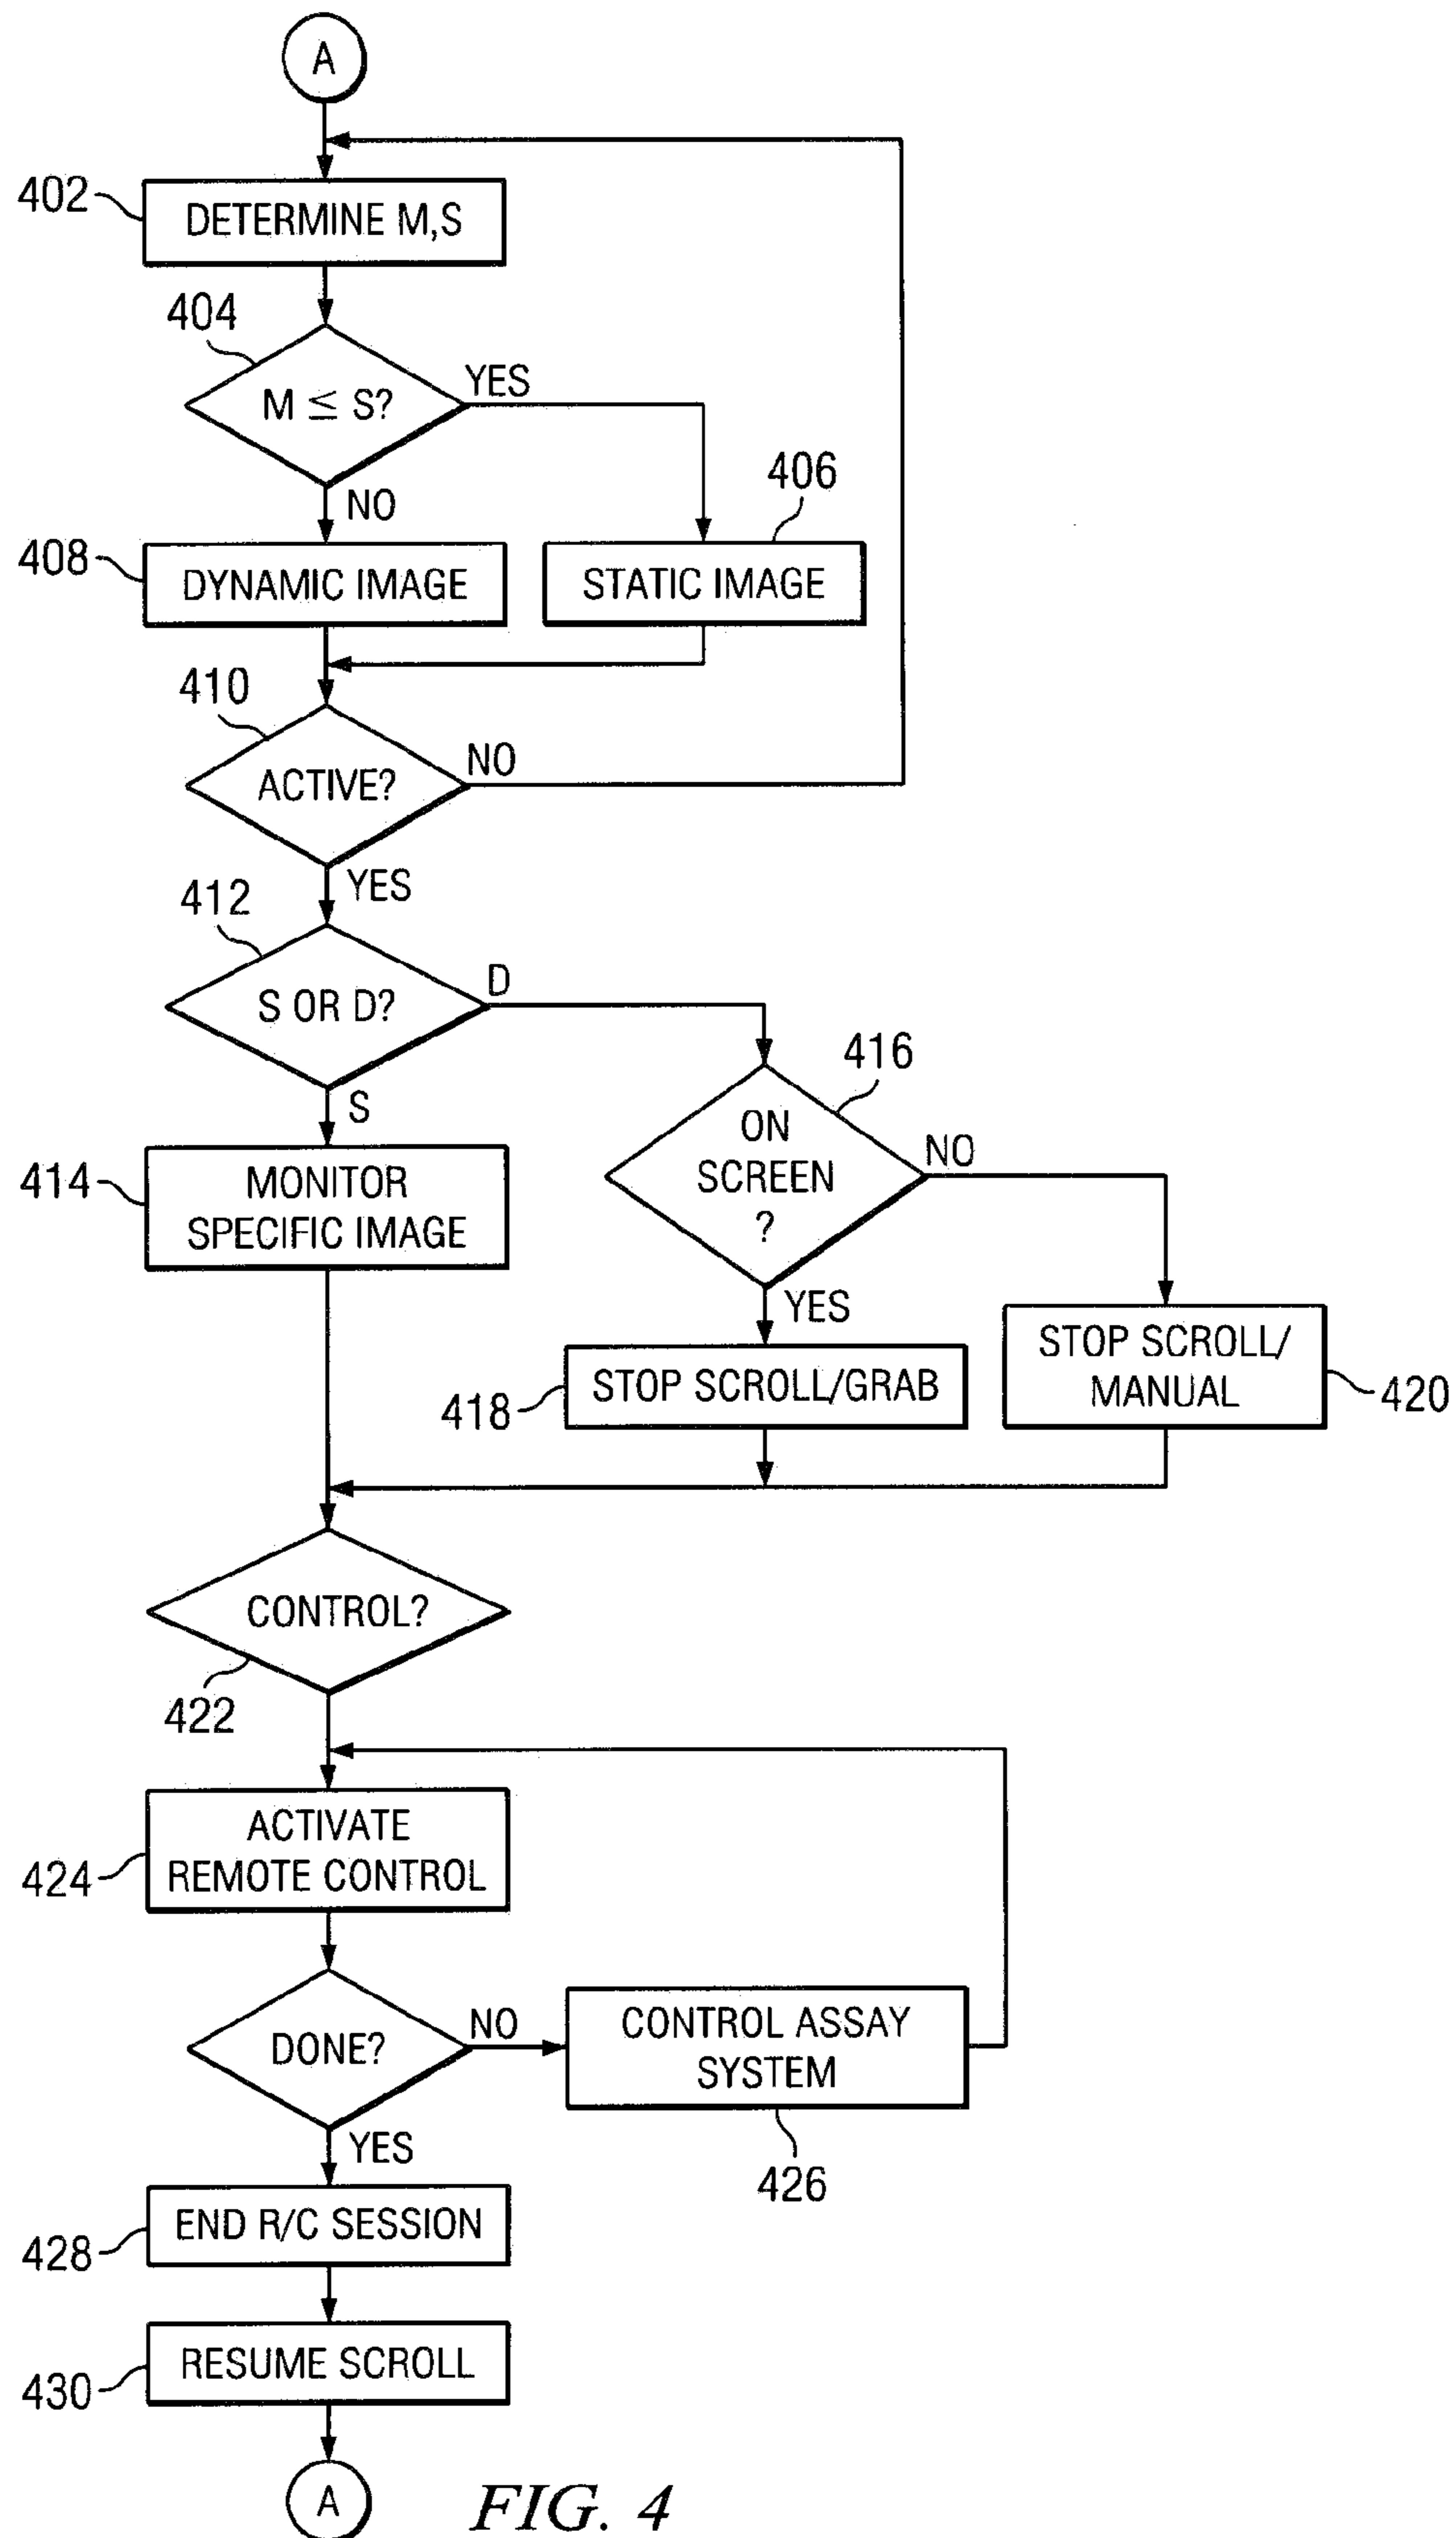 A
402
DETERMINE M,S
404
M ≦ S?
YES
NO
406
408
DYNAMIC IMAGE
STATIC IMAGE
410
ACTIVE?
NO
YES
412
S OR D?
D
S
416
ON
SCREEN
?
NO
YES
414
MONITOR
SPECIFIC IMAGE
418
STOP SCROLL/GRAB
STOP SCROLL/
MANUAL
420
CONTROL?
422
424
ACTIVATE
REMOTE CONTROL
DONE?
NO
YES
CONTROL ASSAY
SYSTEM
426
428
END R/C SESSION
430
RESUME SCROLL
A
FIG. 4